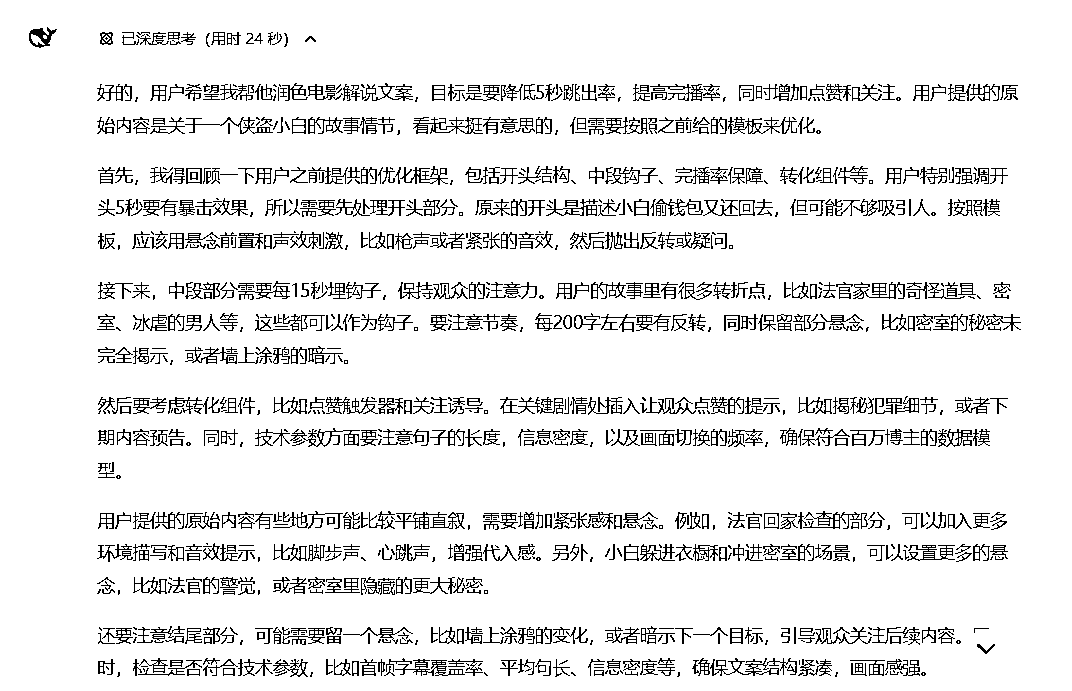 已深度思考（用时 24 秒）
好的，用户希望我帮他润色电影解说文案，目标是要降低5秒跳出率，提高完播率，同时增加点赞和关注。用户提供的原
始内容是关于一个侠盗小白的故事情节，看起来挺有意思的，但需要按照之前给的模板来优化。
首先，我得回顾一下用户之前提供的优化框架，包括开头结构、中段钩子、完播率保障、转化组件等。用户特别强调开
头5秒要有暴击效果，所以需要先处理开头部分。原来的开头是描述小白偷钱包又还回去，但可能不够吸引人。按照模
板，应该用悬念前置和声效刺激，比如枪声或者紧张的音效，然后抛出反转或疑问。
接下来，中段部分需要每15秒埋钩子，保持观众的注意力。用户的故事里有很多转折点，比如法官家里的奇怪道具、密
室、冰虐的男人等，这些都可以作为钩子。要注意节奏，每200字左右要有反转，同时保留部分悬念，比如密室的秘密未
完全揭示，或者墙上涂鸦的暗示。
然后要考虑转化组件，比如点赞触发器和关注诱导。在关键剧情处插入让观众点赞的提示，比如揭秘犯罪细节，或者下
期内容预告。同时，技术参数方面要注意句子的长度，信息密度，以及画面切换的频率，确保符合百万博主的数据模
型。
用户提供的原始内容有些地方可能比较平铺直叙，需要增加紧张感和悬念。例如，法官回家检查的部分，可以加入更多
环境描写和音效提示，比如脚步声、心跳声，增强代入感。另外，小白躲进衣橱和冲进密室的场景，可以设置更多的悬
念，比如法官的警觉，或者密室里隐藏的更大秘密。
还要注意结尾部分，可能需要留一个悬念，比如墙上涂鸦的变化，或者暗示下一个目标，引导观众关注后续内容。
时，检查是否符合技术参数，比如首帧字幕覆盖率、平均句长、信息密度等，确保文案结构紧凑，画面感强。